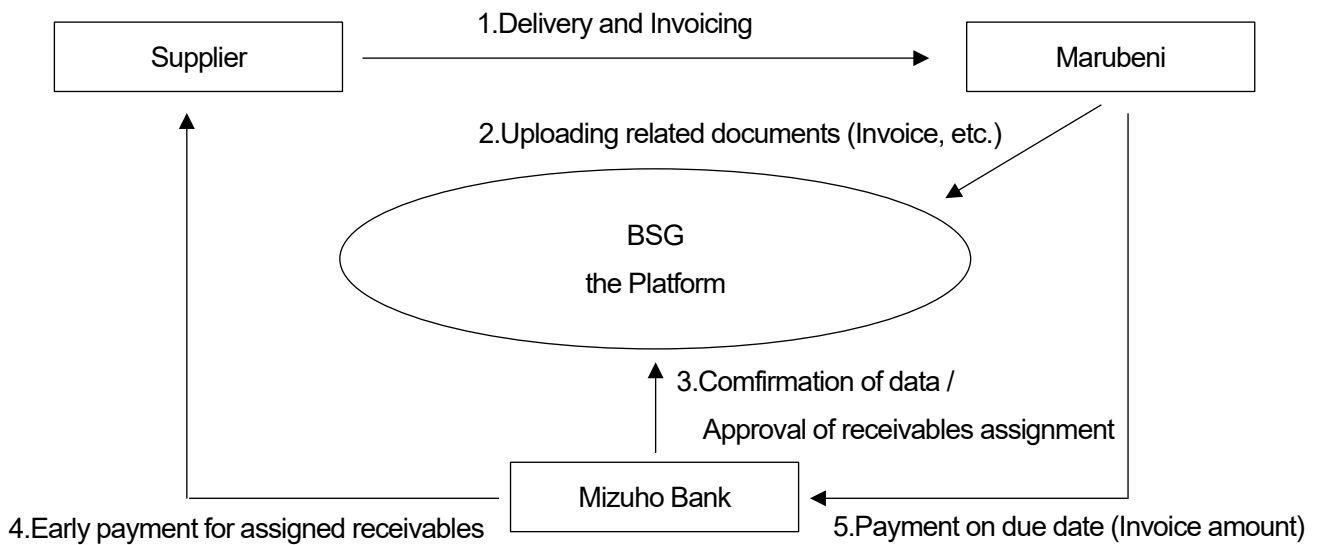 1.Delivery and Invoicing
Supplier
Marubeni
2.Uploading related documents (Invoice, etc.)
BSG
the Platform
3.Comfirmation of data /
Approval of receivables assignment
Mizuho Bank
4.Early payment for assigned receivables
5.Payment on due date (Invoice amount)